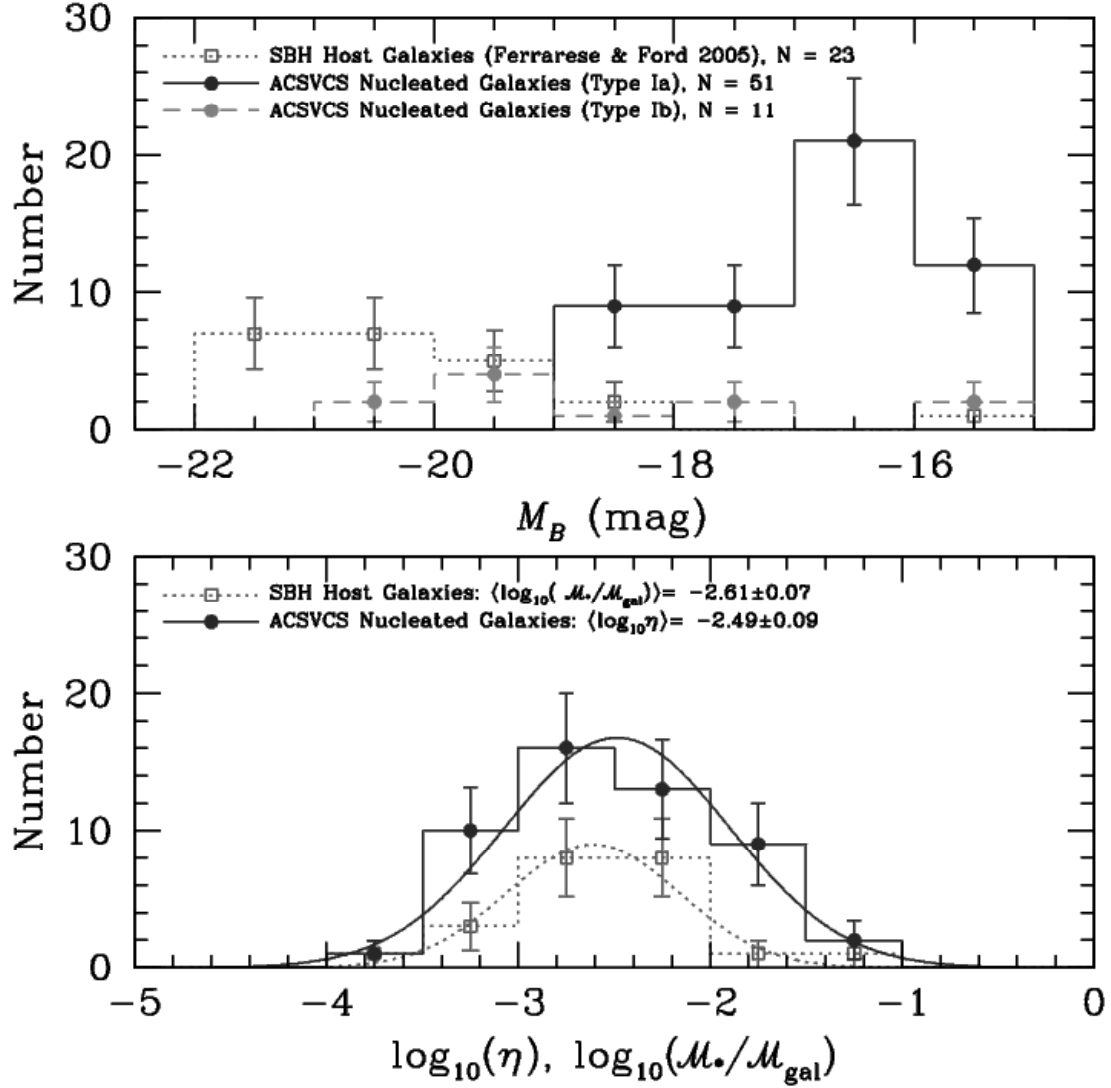 30
SBH Host Galaxies (Ferrarese & Ford 2005), N = 23
ACSVCS Nucleated Galaxies (Type Ia), N = 51
ACSVCS Nucleated Galaxies (Type Ib), N = 11
20
Number
10
0
−22 −20 −18 −16
M_B (mag)
30
SBH Host Galaxies: ⟨log₁₀( ℳ•/ℳgal)⟩= −2.61±0.07
ACSVCS Nucleated Galaxies: ⟨log₁₀η⟩= −2.49±0.09
20
Number
10
0
−5 −4 −3 −2 −1 0
log₁₀(η), log₁₀(ℳ•/ℳgal)